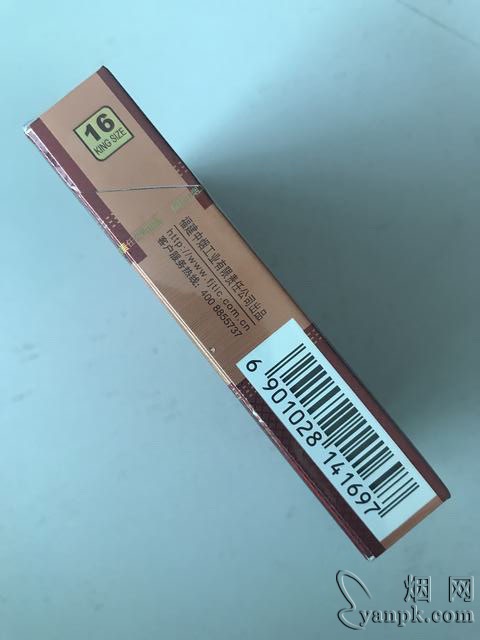 16
KING SIZE
福建中烟工业有限责任公司出品
http://www.fjtic.com.cn
客户服务热线: 400 8855737
6 901028 141697
烟网
yanpk.com